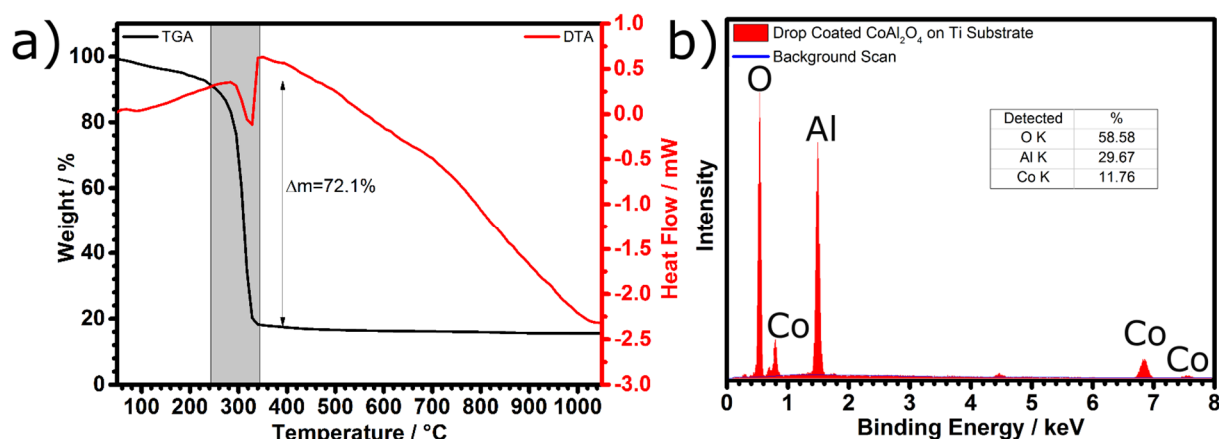 a)
TGA
DTA
Δm=72.1%
Weight / %
100
80
60
40
20
0
1.0
0.5
0.0
-0.5
-1.0
-1.5
-2.0
-2.5
-3.0
Heat Flow / mW
100 200 300 400 500 600 700 800 900 1000
Temperature / °C
b)
Drop Coated CoAl₂O₄ on Ti Substrate
Background Scan
O
Co
Al
Co
Co
Detected %
O K 58.58
Al K 29.67
Co K 11.76
Intensity
0 1 2 3 4 5 6 7 8
Binding Energy / keV